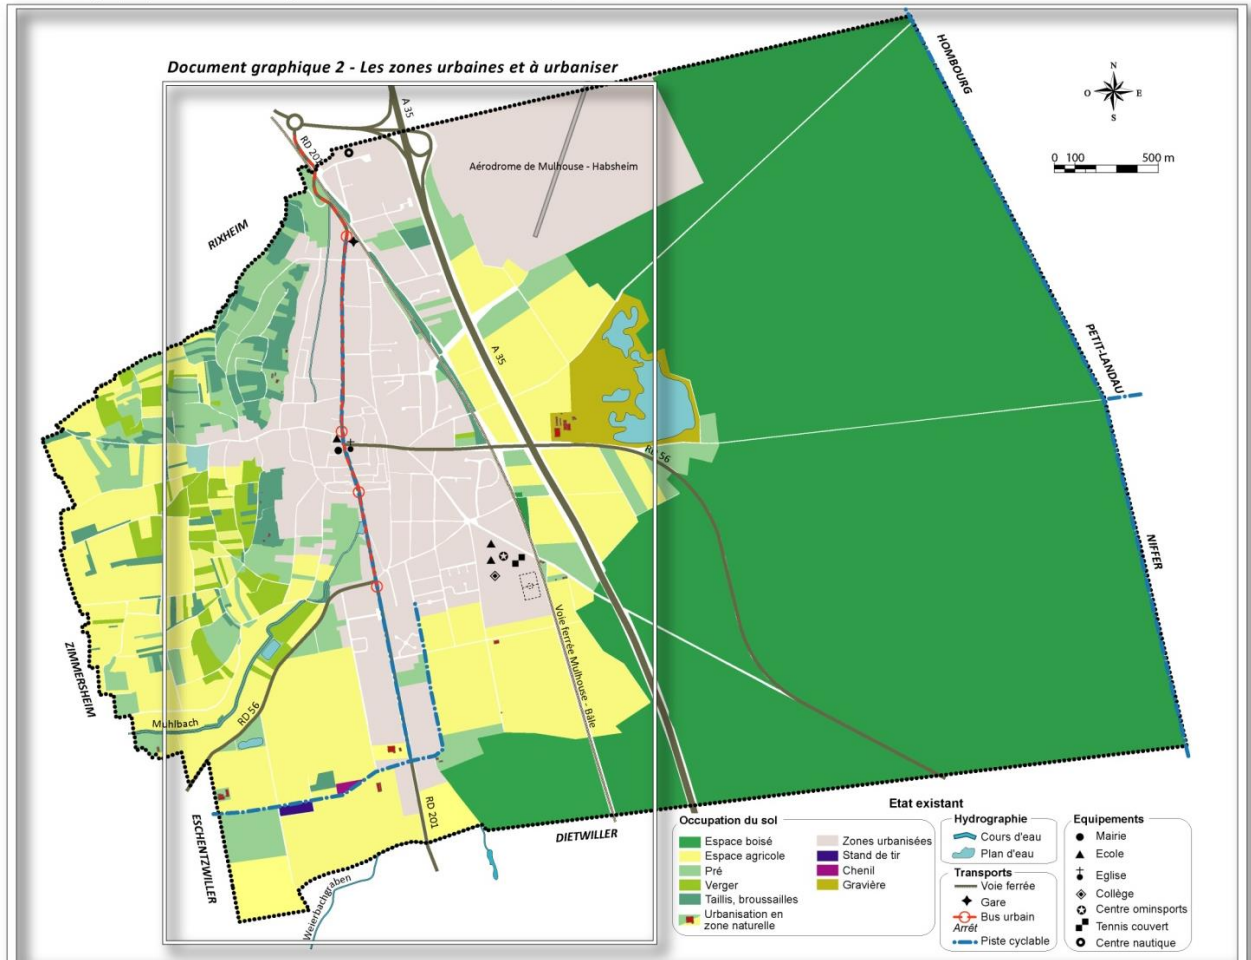 HOMBOURG
Document graphique 2 - Les zones urbaines et à urbaniser
N
O
E
S
A 35
RD 201
0 100 500 m
Aérodrome de Mulhouse - Habsheim
RIXHEIM
PETIT-LANDAU
A 35
RD 56
NIFFER
Voie ferrée Mulhouse - Bâle
ZIMMERSHEIM
Muhlbach
RD 56
RD 201
ESCHENTZWILLER
DIETWILLER
Weierbachgraben
Etat existant
Occupation du sol
Espace boisé
Espace agricole
Pré
Verger
Taillis, broussailles
Urbanisation en
zone naturelle
Zones urbanisées
Stand de tir
Chenil
Gravière
Hydrographie
Cours d'eau
Plan d'eau
Transports
Voie ferrée
Gare
Bus urbain
Arrêt
Piste cyclable
Equipements
Mairie
Ecole
Eglise
Collège
Centre ominsports
Tennis couvert
Centre nautique